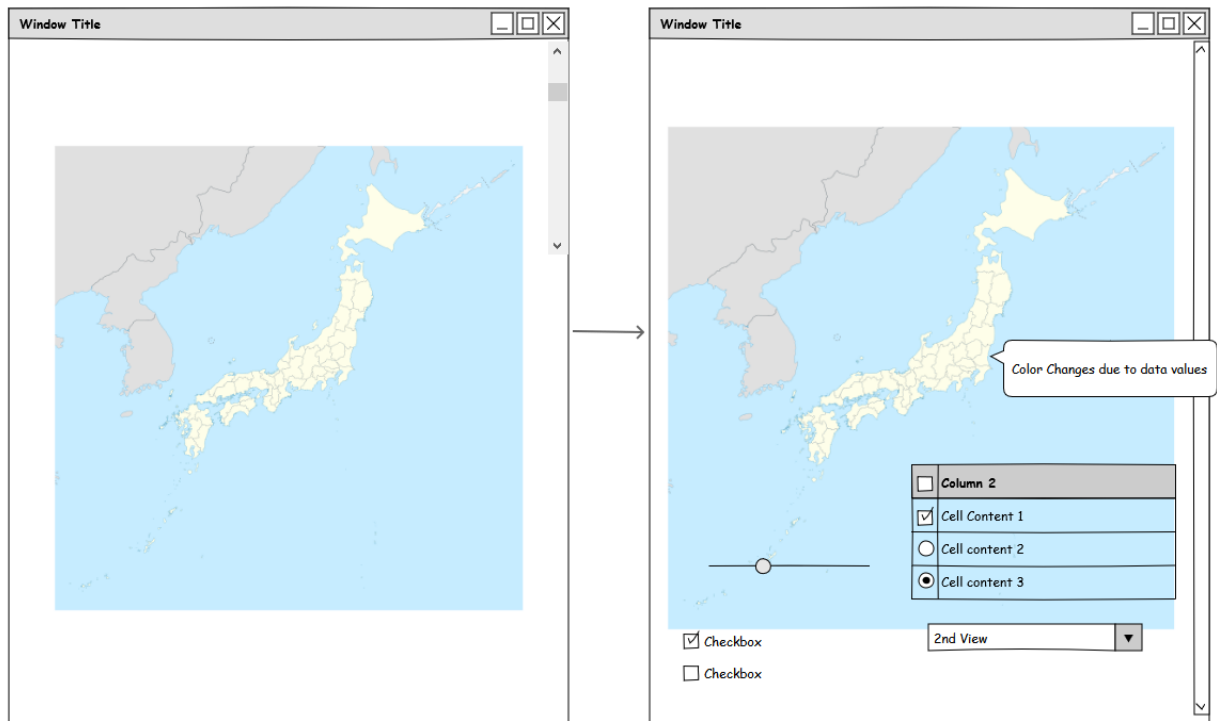 Window Title
Window Title
Color Changes due to data values
Column 2
Cell Content 1
Cell content 2
Cell content 3
2nd View
Checkbox
Checkbox